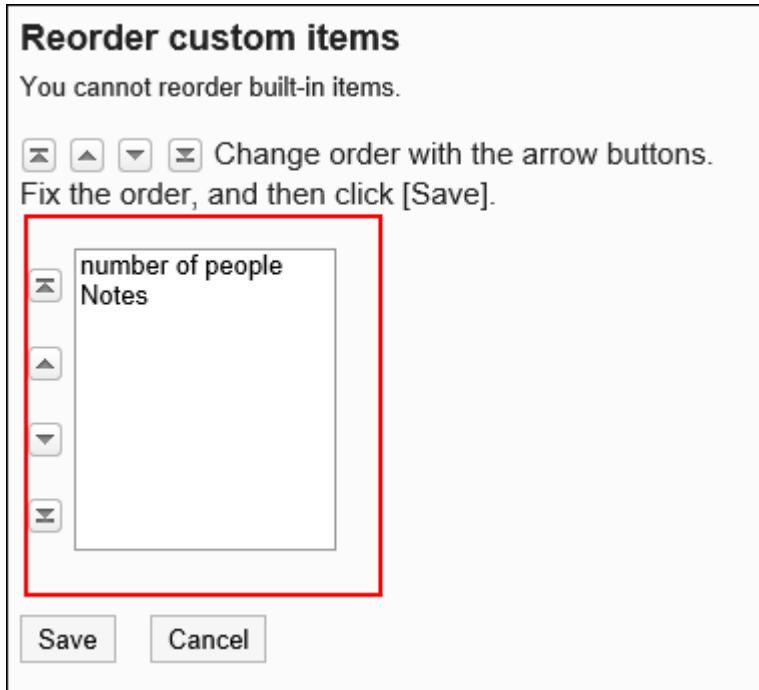 Reorder custom items
You cannot reorder built-in items.
Change order with the arrow buttons.
Fix the order, and then click [Save].
number of people
Notes
Save
Cancel